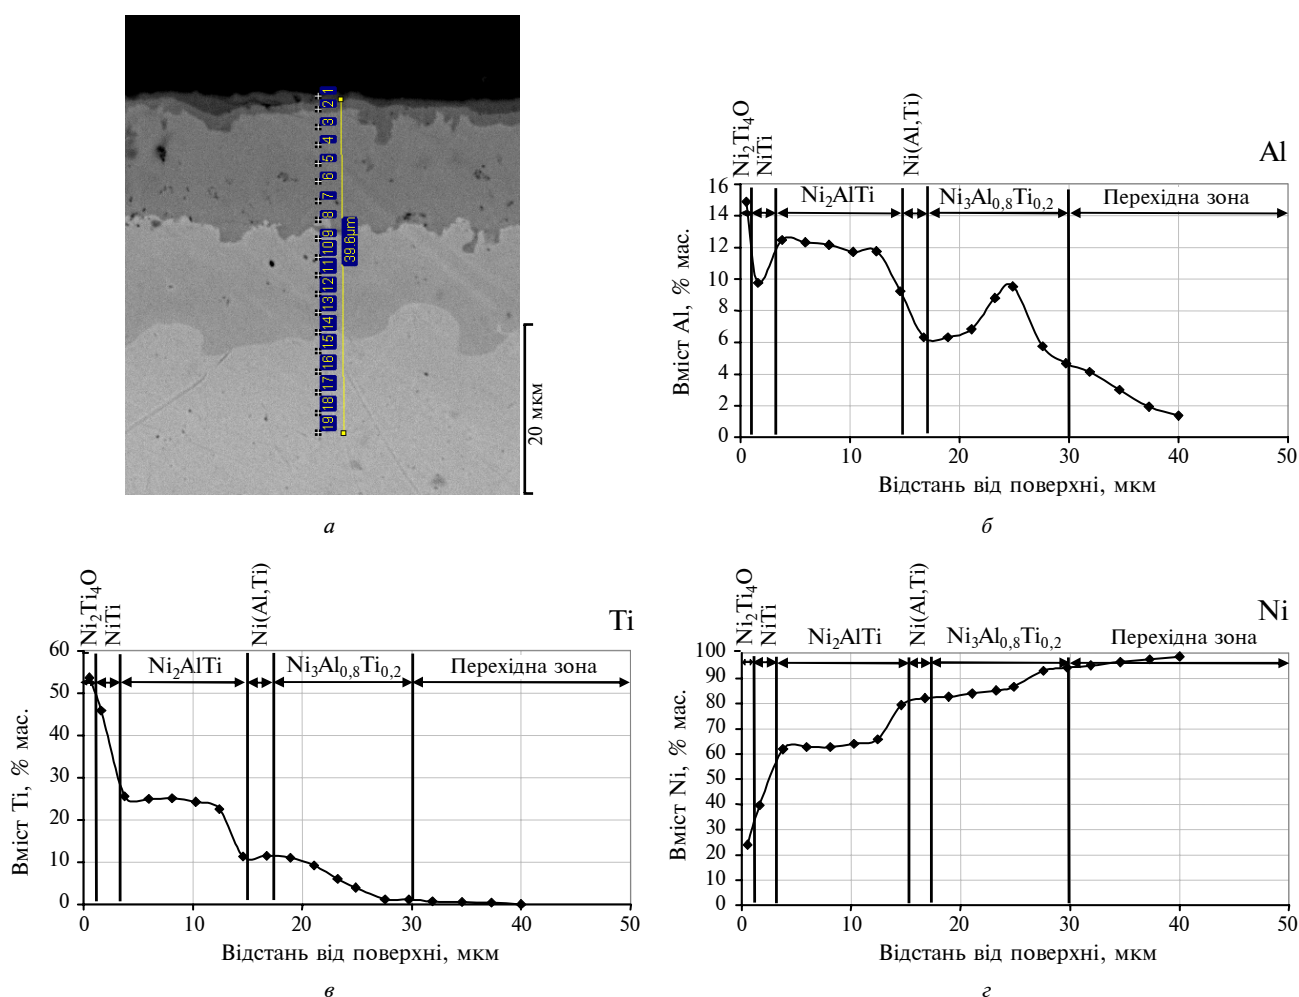 1
2
3
4
5
6
7
8
9
10
11
12
13
14
15
16
17
18
19
39.6µm
20 мкм
а
Ni₂Ti₄O
NiTi
Ni(Al,Ti)
Al
Ni₂AlTi
Ni₃Al₀,₈Ti₀,₂
Перехідна зона
Вміст Al, % мас.
16
14
12
10
8
6
4
2
0
0 10 20 30 40 50
Відстань від поверхні, мкм
б
Ni₂Ti₄O
NiTi
Ni(Al,Ti)
Ti
Ni₂AlTi
Ni₃Al₀,₈Ti₀,₂
Перехідна зона
Вміст Ti, % мас.
60
50
40
30
20
10
0
0 10 20 30 40 50
Відстань від поверхні, мкм
в
Ni₂Ti₄O
NiTi
Ni(Al,Ti)
Ni
Ni₂AlTi
Ni₃Al₀,₈Ti₀,₂
Перехідна зона
Вміст Ni, % мас.
100
90
80
70
60
50
40
30
20
10
0
0 10 20 30 40 50
Відстань від поверхні, мкм
г